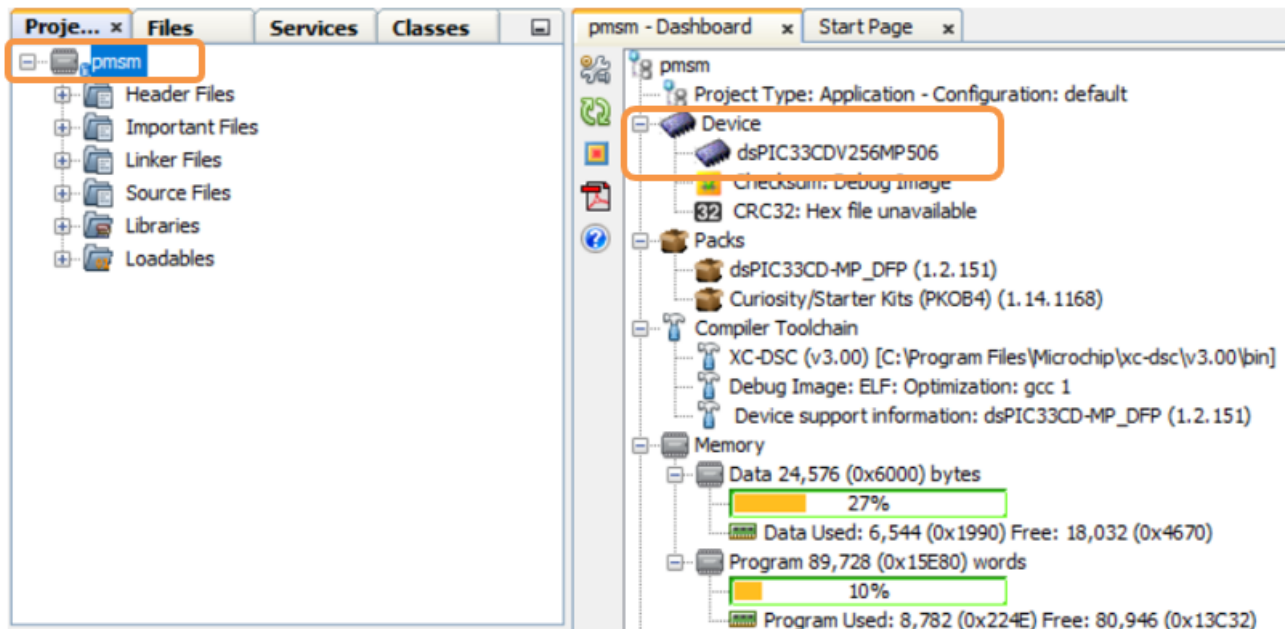 Proje... × Files Services Classes
pmsm
Header Files
Important Files
Linker Files
Source Files
Libraries
Loadables
pmsm - Dashboard × Start Page ×
pmsm
Project Type: Application - Configuration: default
Device
dsPIC33CDV256MP506
Checksum: Debug Image
32 CRC32: Hex file unavailable
Packs
dsPIC33CD-MP_DFP (1.2.151)
Curiosity/Starter Kits (PKOB4) (1.14.1168)
Compiler Toolchain
XC-DSC (v3.00) [C:\Program Files\Microchip\xc-dsc\v3.00\bin]
Debug Image: ELF: Optimization: gcc 1
Device support information: dsPIC33CD-MP_DFP (1.2.151)
Memory
Data 24,576 (0x6000) bytes
27%
Data Used: 6,544 (0x1990) Free: 18,032 (0x4670)
Program 89,728 (0x15E80) words
10%
Program Used: 8,782 (0x224E) Free: 80,946 (0x13C32)